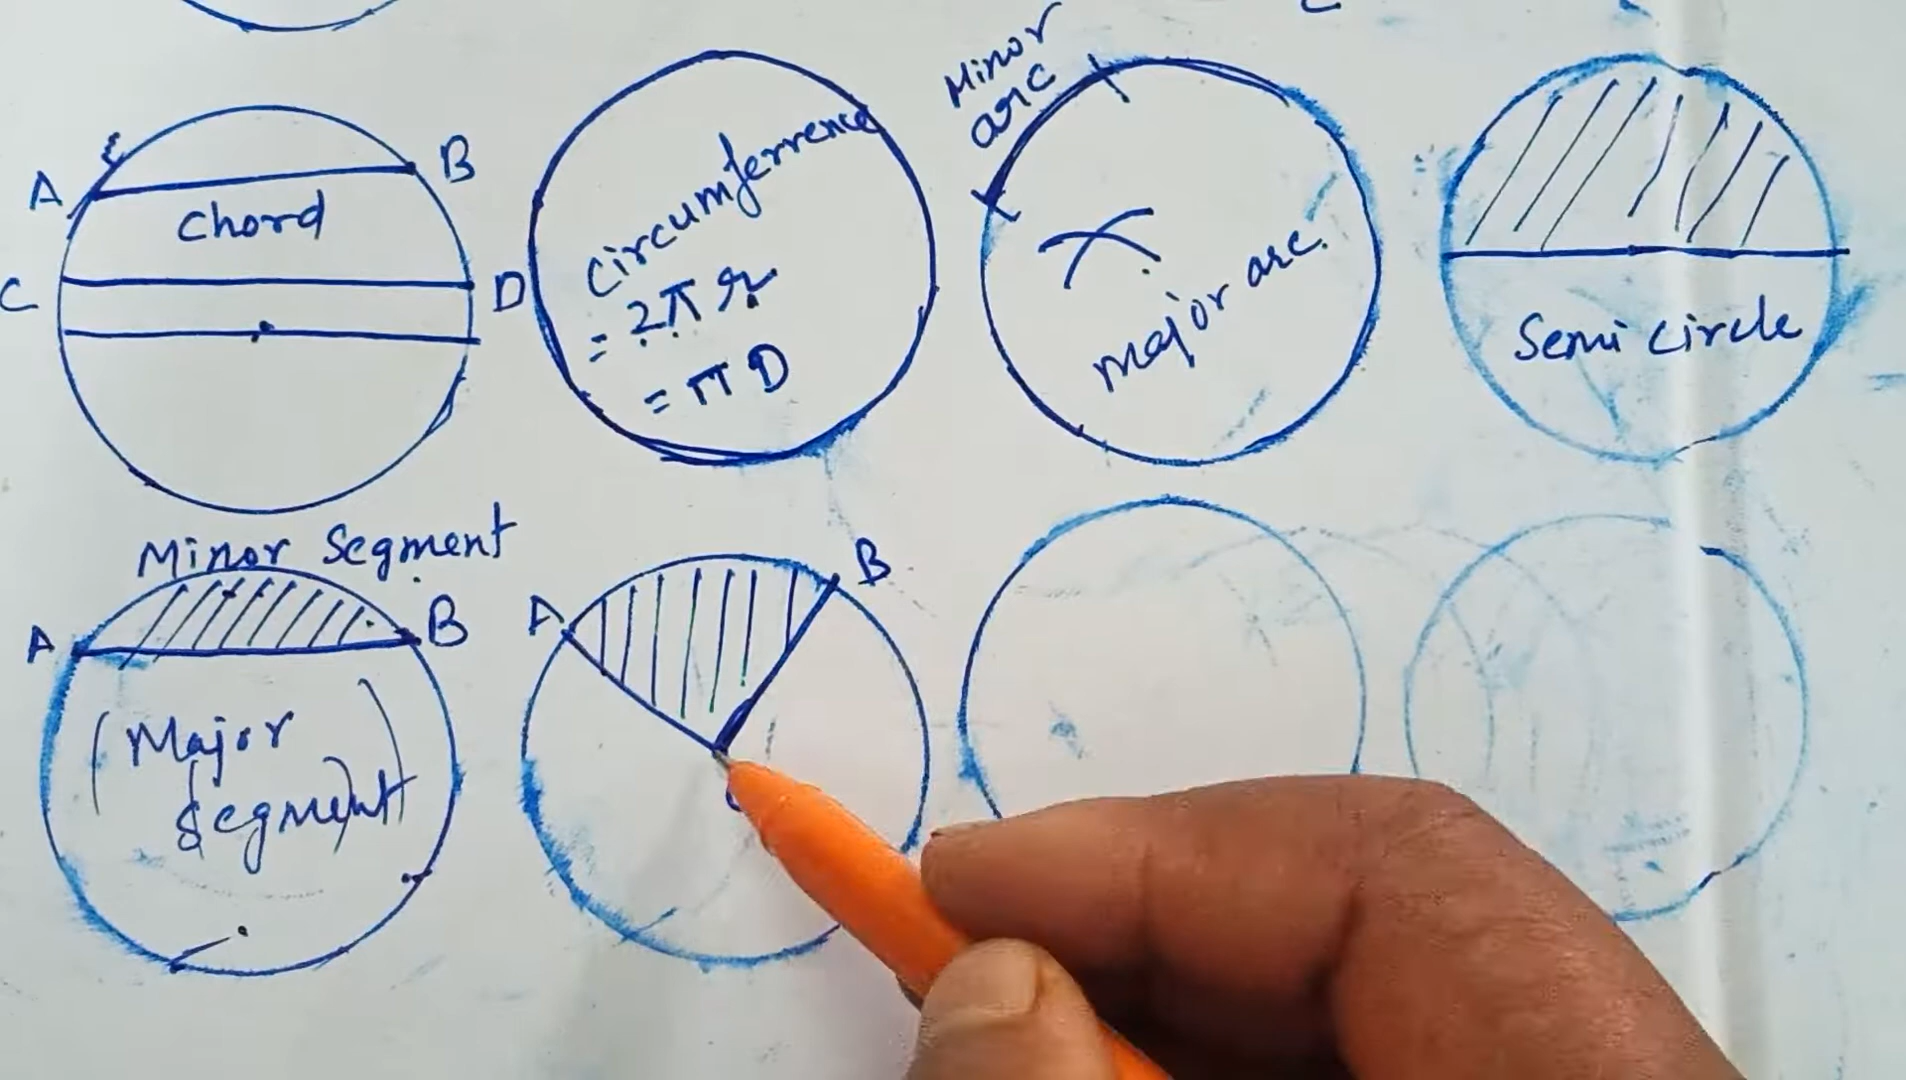 A
B
Chord
C
D
Circumferrence
= 2π r
= π D
Minor
arc
major arc.
Semi circle
Minor Segment
A
B
(Major
segment)
A
B